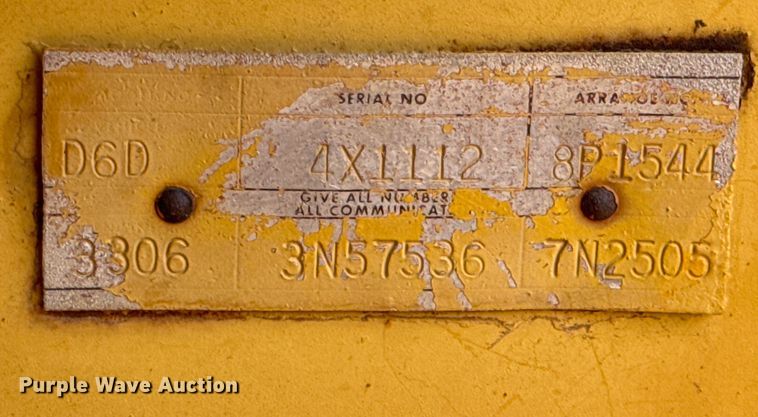 SERIAL NO
D6D 4X1112 8P1544
GIVE ALL NUMBER
ALL COMMUNICAT
3306 3N57536 7N2505
Purple Wave Auction